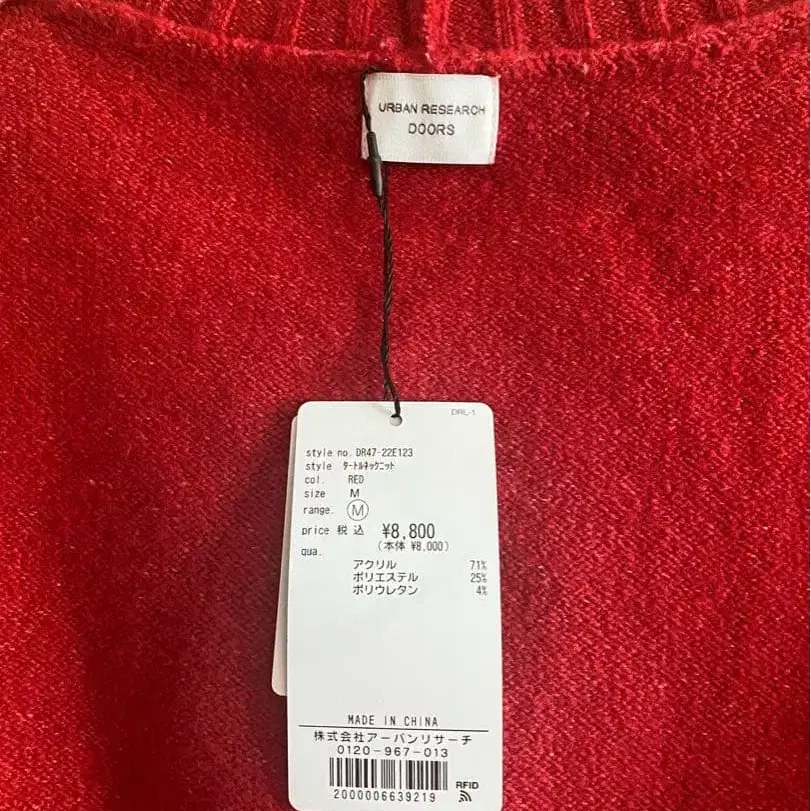 URBAN RESEARCH
DOORS
DRL-1
style no. DR47-22E123
style タートルネックニット
col. RED
size M
range. M
price 税込 ¥8,800
(本体 ¥8,000)
qua.
アクリル 71%
ポリエステル 25%
ポリウレタン 4%
MADE IN CHINA
株式会社アーバンリサーチ
0120-967-013
2000006639219
RFID